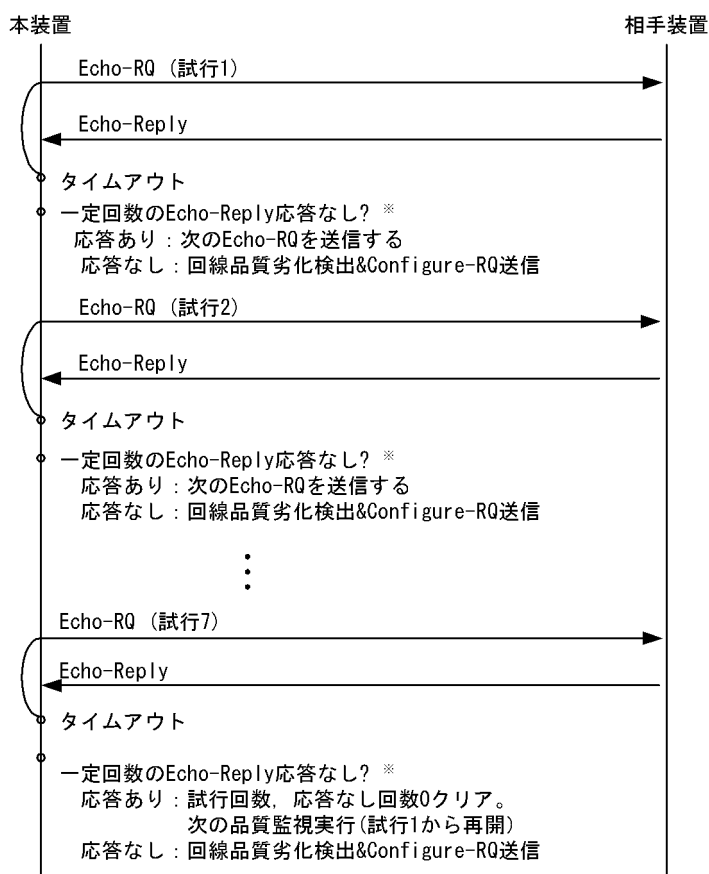 本装置 相手装置
Echo-RQ (試行1)
Echo-Reply
タイムアウト
一定回数のEcho-Reply応答なし? ※
応答あり：次のEcho-RQを送信する
応答なし：回線品質劣化検出&Configure-RQ送信
Echo-RQ (試行2)
Echo-Reply
タイムアウト
一定回数のEcho-Reply応答なし? ※
応答あり：次のEcho-RQを送信する
応答なし：回線品質劣化検出&Configure-RQ送信
Echo-RQ (試行7)
Echo-Reply
タイムアウト
一定回数のEcho-Reply応答なし? ※
応答あり：試行回数, 応答なし回数0クリア。
次の品質監視実行(試行1から再開)
応答なし：回線品質劣化検出&Configure-RQ送信